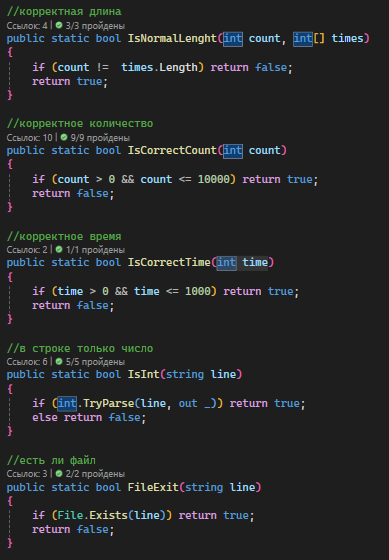 //корректная длина
Ссылок: 4 | 3/3 пройдены
public static bool IsNormalLenght(int count, int[] times)
{
if (count !=  times.Length) return false;
return true;
}
//корректное количество
Ссылок: 10 | 9/9 пройдены
public static bool IsCorrectCount(int count)
{
if (count > 0 && count <= 10000) return true;
return false;
}
//корректное время
Ссылок: 2 | 1/1 пройдены
public static bool IsCorrectTime(int time)
{
if (time > 0 && time <= 1000) return true;
return false;
}
//в строке только число
Ссылок: 6 | 5/5 пройдены
public static bool IsInt(string line)
{
if (int.TryParse(line, out _)) return true;
else return false;
}
//есть ли файл
Ссылок: 3 | 2/2 пройдены
public static bool FileExit(string line)
{
if (File.Exists(line)) return true;
return false;
}